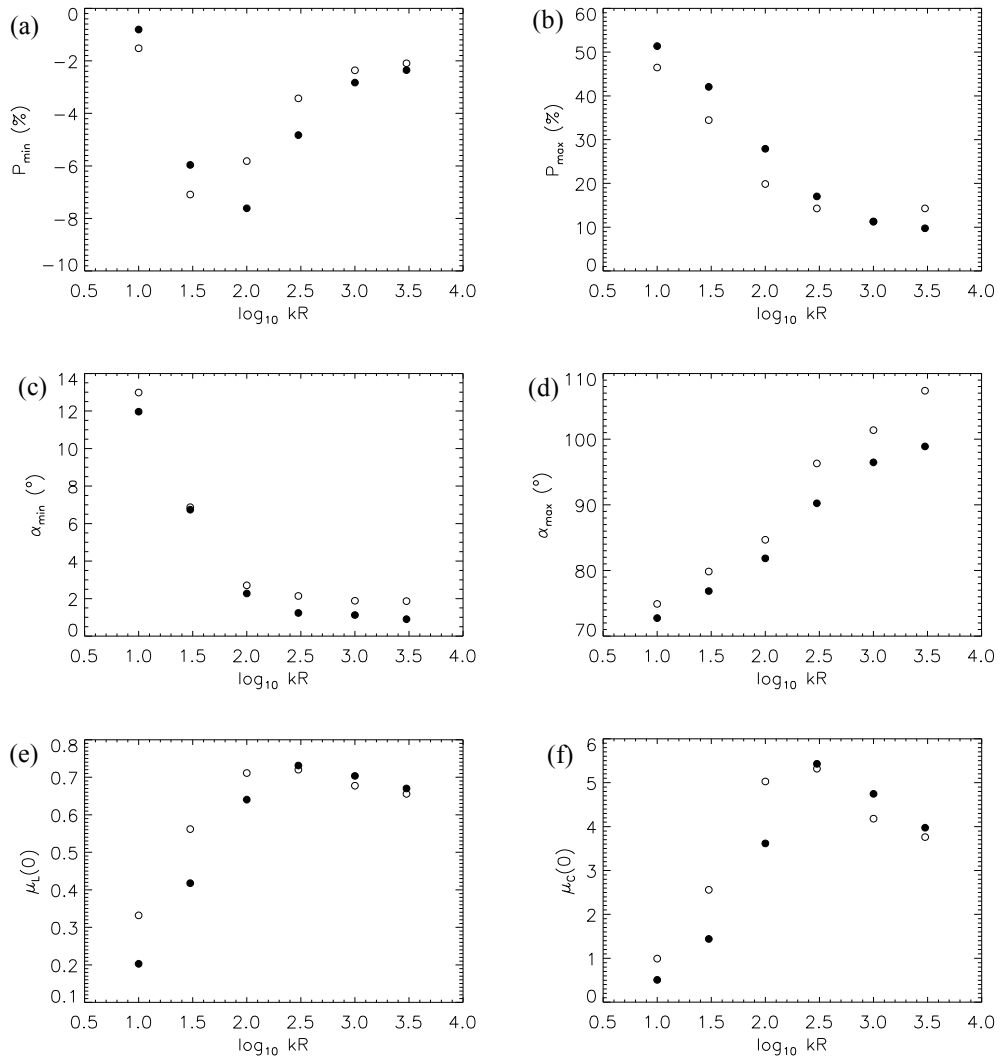 (a)
0
−2
−4
−6
−8
−10
P_min (%)
0.5 1.0 1.5 2.0 2.5 3.0 3.5 4.0
log₁₀ kR
(b)
60
50
40
30
20
10
0
P_max (%)
0.5 1.0 1.5 2.0 2.5 3.0 3.5 4.0
log₁₀ kR
(c)
14
12
10
8
6
4
2
0
α_min (°)
0.5 1.0 1.5 2.0 2.5 3.0 3.5 4.0
log₁₀ kR
(d)
110
100
90
80
70
α_max (°)
0.5 1.0 1.5 2.0 2.5 3.0 3.5 4.0
log₁₀ kR
(e)
0.8
0.7
0.6
0.5
0.4
0.3
0.2
0.1
μ_L(0)
0.5 1.0 1.5 2.0 2.5 3.0 3.5 4.0
log₁₀ kR
(f)
6
5
4
3
2
1
0
μ_C(0)
0.5 1.0 1.5 2.0 2.5 3.0 3.5 4.0
log₁₀ kR